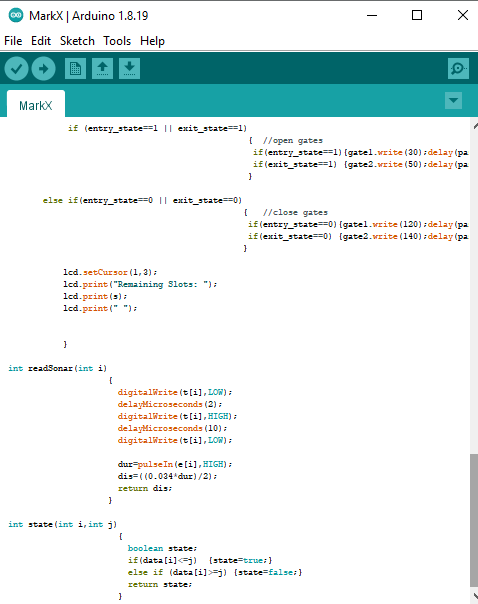 MarkX | Arduino 1.8.19
File Edit Sketch Tools Help
MarkX
if (entry_state==1 || exit_state==1)
{ //open gates
if(entry_state==1){gate1.write(30);delay(pa
if(exit_state==1) {gate2.write(50);delay(pa
}
else if(entry_state==0 || exit_state==0)
{ //close gates
if(entry_state==0){gate1.write(120);delay(pa
if(exit_state==0) {gate2.write(140);delay(pa
}
lcd.setCursor(1,3);
lcd.print("Remaining Slots: ");
lcd.print(s);
lcd.print(" ");
}
int readSonar(int i)
{
digitalWrite(t[i],LOW);
delayMicroseconds(2);
digitalWrite(t[i],HIGH);
delayMicroseconds(10);
digitalWrite(t[i],LOW);
dur=pulseIn(e[i],HIGH);
dis=((0.034*dur)/2);
return dis;
}
int state(int i,int j)
{
boolean state;
if(data[i]<=j) {state=true;}
else if (data[i]>=j) {state=false;}
return state;
}